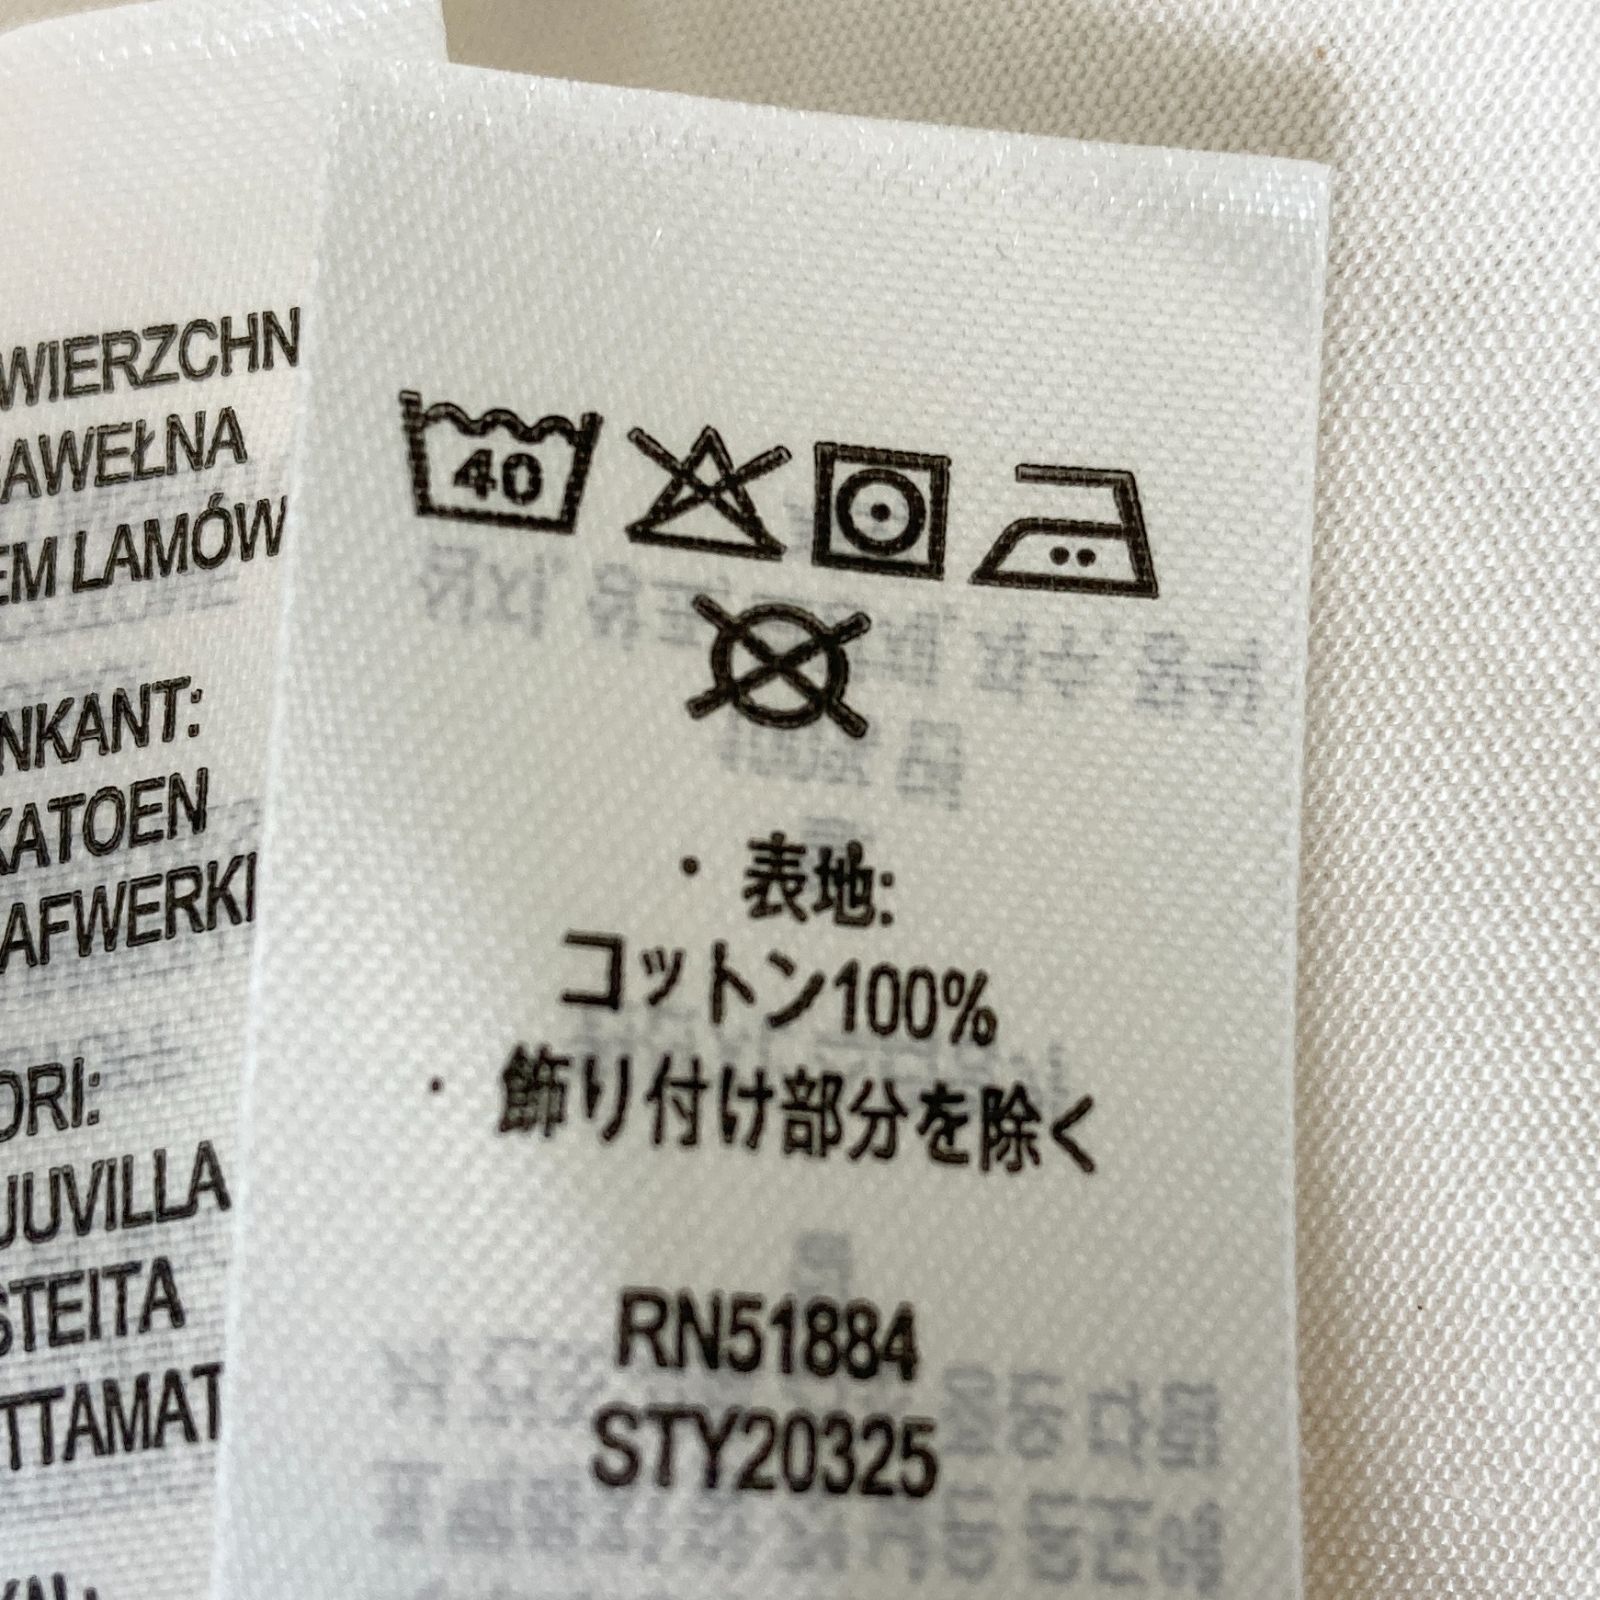 WIERZCHN
AWEŁNA
EM LAMÓW
NKANT:
KATOEN
AFWERKI
ORI:
UUVILLA
STEITA
TTAMAT
40
・表地:
コットン100%
・飾り付け部分を除く
RN51884
STY20325